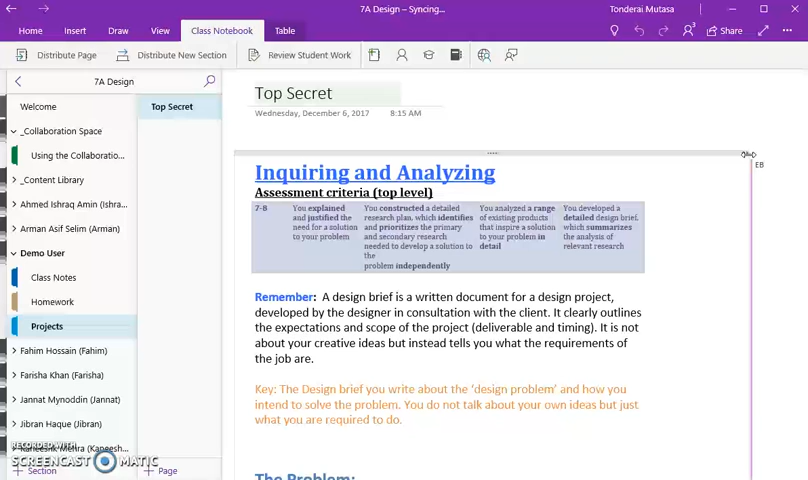 7A Design – Syncing...
Tonderai Mutasa
Home
Insert
Draw
View
Class Notebook
Table
Share
Distribute Page
Distribute New Section
Review Student Work
7A Design
Welcome
_Collaboration Space
Using the Collaboratio...
_Content Library
Ahmed Ishraq Amin (Ishra...
Arman Asif Selim (Arman)
Demo User
Class Notes
Homework
Projects
Fahim Hossain (Fahim)
Farisha Khan (Farisha)
Jannat Mynoddin (Jannat)
Jibran Haque (Jibran)
Mehra (Kaneesh...
RECORDED WITH
SCREENCAST MATIC
Section
Page
Top Secret
Top Secret
Wednesday, December 6, 2017 8:15 AM
EB
Inquiring and Analyzing
Assessment criteria (top level)
7-8
You explained
and justified the
need for a solution
to your problem
You constructed a detailed
research plan, which identifies
and prioritizes the primary
and secondary research
needed to develop a solution to
the
problem independently
You analyzed a range
of existing products
that inspire a solution
to your problem in
detail
You developed a
detailed design brief,
which summarizes
the analysis of
relevant research
Remember: A design brief is a written document for a design project,
developed by the designer in consultation with the client. It clearly outlines
the expectations and scope of the project (deliverable and timing). It is not
about your creative ideas but instead tells you what the requirements of
the job are.
Key: The Design brief you write about the ‘design problem’ and how you
intend to solve the problem. You do not talk about your own ideas but just
what you are required to do.
The Problem: